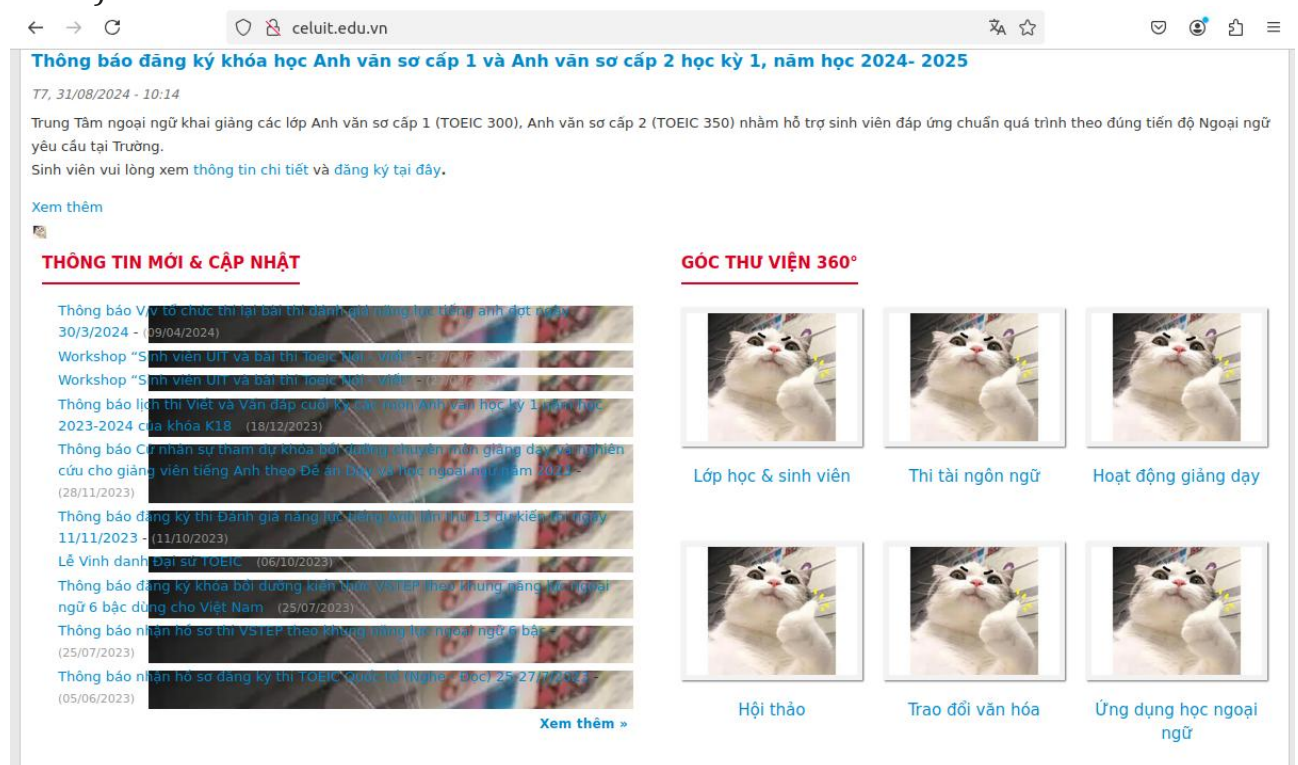 celuit.edu.vn
Thông báo đăng ký khóa học Anh văn sơ cấp 1 và Anh văn sơ cấp 2 học kỳ 1, năm học 2024- 2025
T7, 31/08/2024 - 10:14
Trung Tâm ngoại ngữ khai giảng các lớp Anh văn sơ cấp 1 (TOEIC 300), Anh văn sơ cấp 2 (TOEIC 350) nhằm hỗ trợ sinh viên đáp ứng chuẩn quá trình theo đúng tiến độ Ngoại ngữ
yêu cầu tại Trường.
Sinh viên vui lòng xem thông tin chi tiết và đăng ký tại đây.
Xem thêm
THÔNG TIN MỚI & CẬP NHẬT
Thông báo V/v tổ chức thi lại bài thi đánh giá năng lực tiếng anh đợt ngày
30/3/2024 - (09/04/2024)
Workshop “Sinh viên UIT và bài thi Toeic Nói - Viết” -
Workshop “Sinh viên UIT và bài thi Toeic Nói - Viết” -
Thông báo lịch thi Viết và Vấn đáp cuối kỳ các môn Anh văn học kỳ 1 năm học
2023-2024 của khóa K18 (18/12/2023)
Thông báo Cử nhân sự tham dự khóa bồi dưỡng chuyên môn giảng dạy và nghiên
cứu cho giảng viên tiếng Anh theo Đề án Dạy và học ngoại ngữ năm 2024 -
(28/11/2023)
Thông báo đăng ký thi Đánh giá năng lực tiếng Anh lần thứ 13 dự kiến thi ngày
11/11/2023 - (11/10/2023)
Lễ Vinh danh Đại sứ TOEIC (06/10/2023)
Thông báo đăng ký khóa bồi dưỡng kiến thức VSTEP theo khung năng lực ngoại
ngữ 6 bậc dùng cho Việt Nam (25/07/2023)
Thông báo nhận hồ sơ thi VSTEP theo khung năng lực ngoại ngữ 6 bậc -
(25/07/2023)
Thông báo nhận hồ sơ đăng ký thi TOEIC Quốc tế (Nghe - Đọc) 25-27/7/2023 -
(05/06/2023)
Xem thêm »
GÓC THƯ VIỆN 360°
Lớp học & sinh viên
Thi tài ngôn ngữ
Hoạt động giảng dạy
Hội thảo
Trao đổi văn hóa
Ứng dụng học ngoại
ngữ